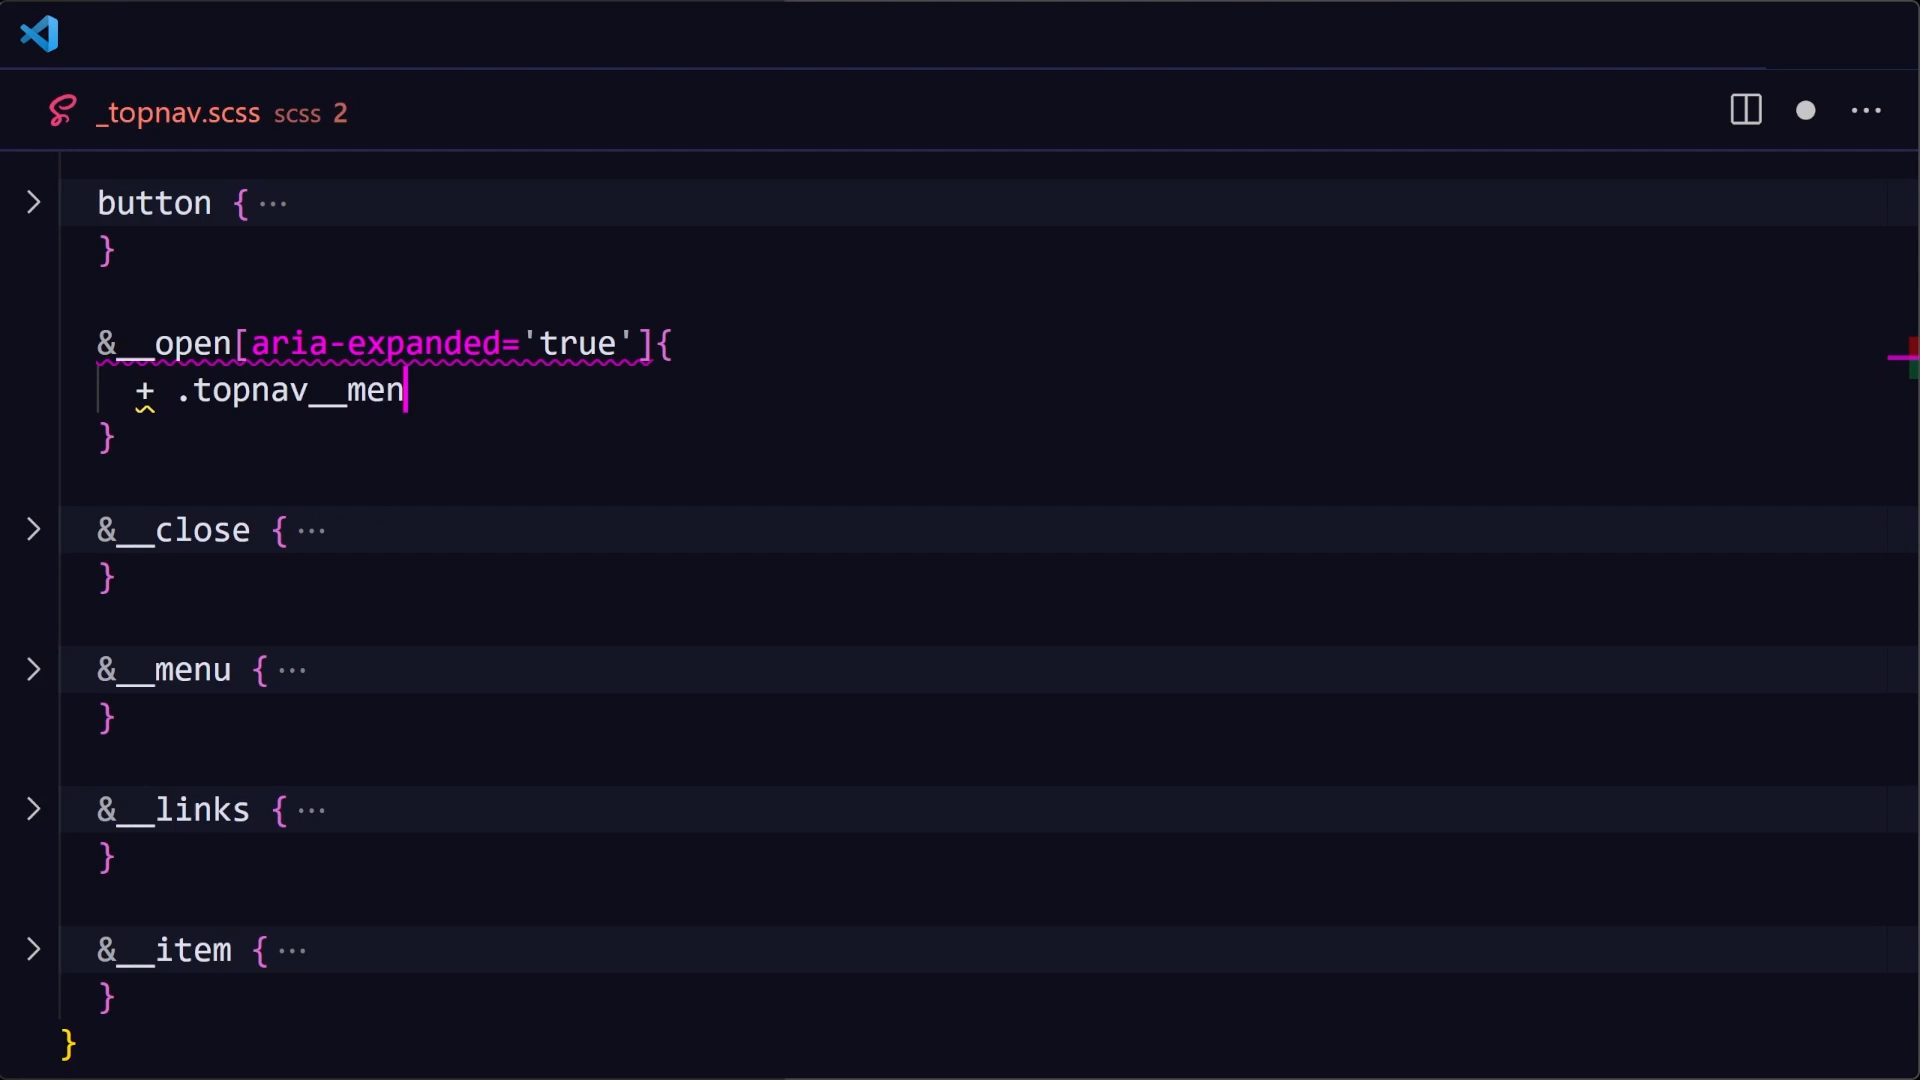 _topnav.scss scss 2
button {···
}
&__open[aria-expanded='true']{
+ .topnav__men
}
&__close {···
}
&__menu {···
}
&__links {···
}
&__item {···
}
}